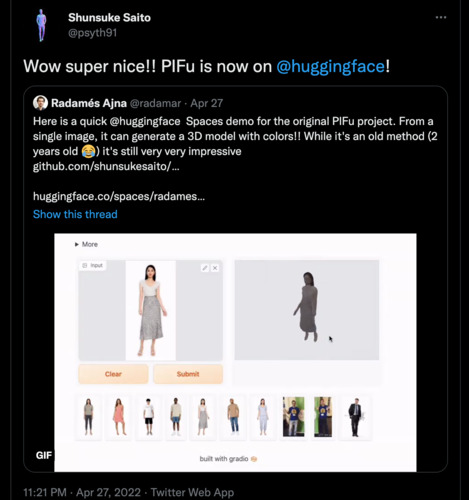 Shunsuke Saito
@psyth91
Wow super nice!! PIFu is now on @huggingface!
Radamés Ajna @radamar · Apr 27
Here is a quick @huggingface Spaces demo for the original PIFu project. From a
single image, it can generate a 3D model with colors!! While it's an old method (2
years old 😂) it's still very very impressive
github.com/shunsukesaito/...
huggingface.co/spaces/radames...
Show this thread
More
Input
Clear
Submit
built with gradio
GIF
11:21 PM · Apr 27, 2022 · Twitter Web App